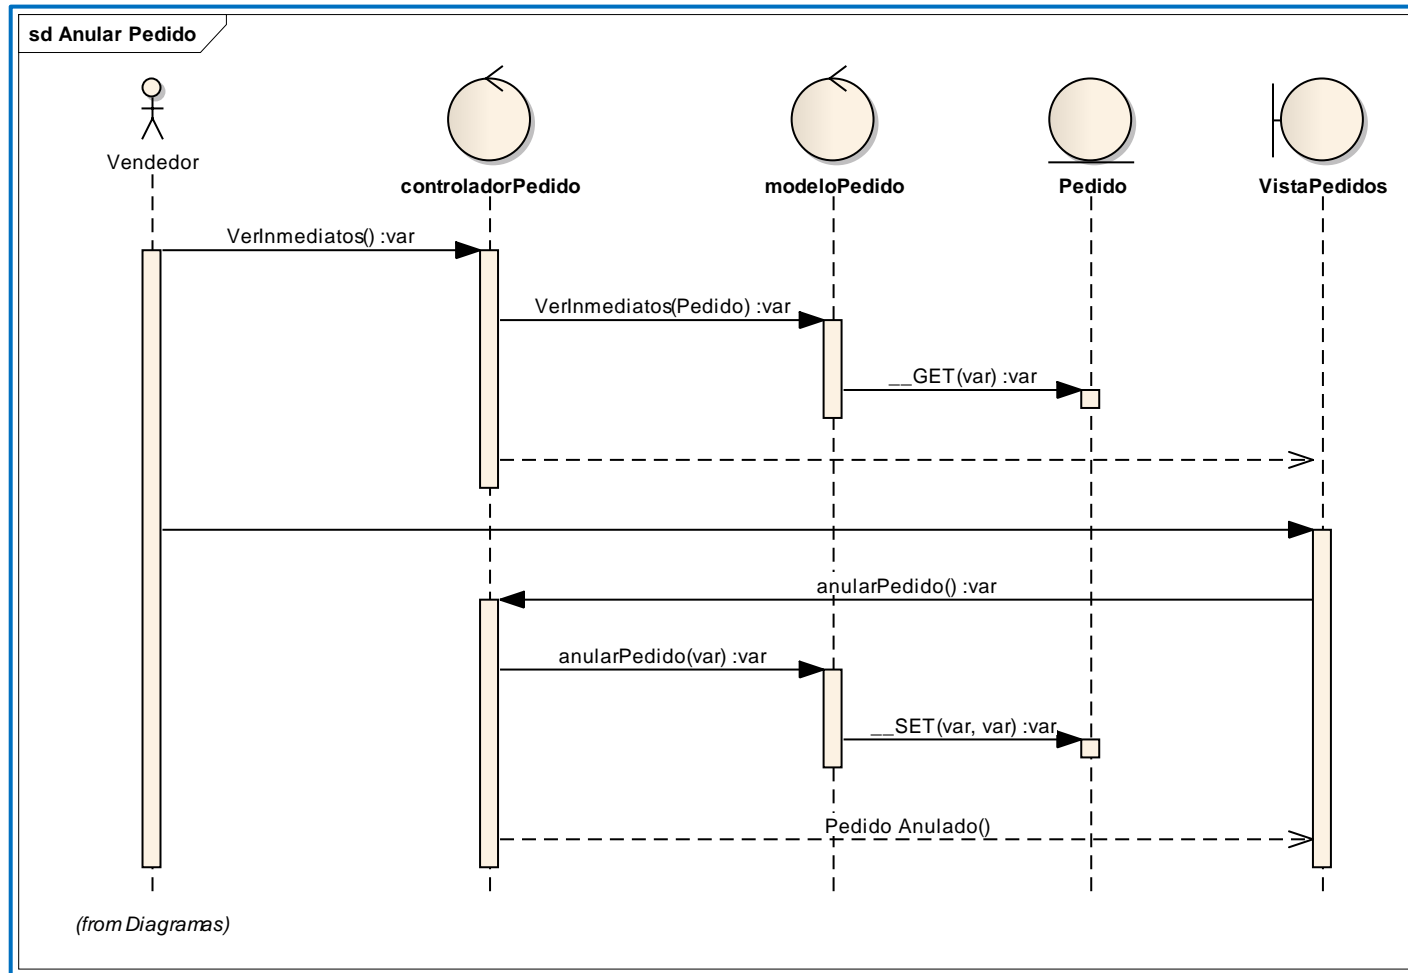 sd Anular Pedido
Vendedor
controladorPedido
modeloPedido
Pedido
VistaPedidos
VerInmediatos() :var
VerInmediatos(Pedido) :var
__GET(var) :var
anularPedido() :var
anularPedido(var) :var
__SET(var, var) :var
Pedido Anulado()
(from Diagramas)